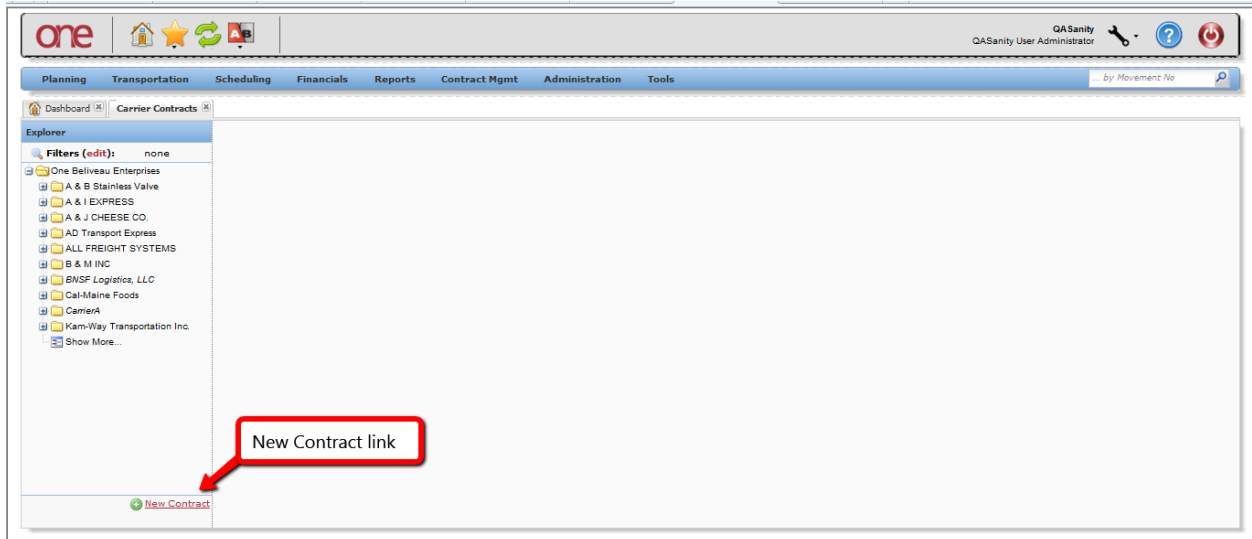 one
AB
QASanity
QASanity User Administrator
?
Planning Transportation Scheduling Financials Reports Contract Mgmt Administration Tools
... by Movement No
Dashboard Carrier Contracts
Explorer
Filters (edit): none
One Beliveau Enterprises
A & B Stainless Valve
A & I EXPRESS
A & J CHEESE CO.
AD Transport Express
ALL FREIGHT SYSTEMS
B & M INC
BNSF Logistics, LLC
Cal-Maine Foods
CarrierA
Kam-Way Transportation Inc.
Show More...
New Contract link
New Contract